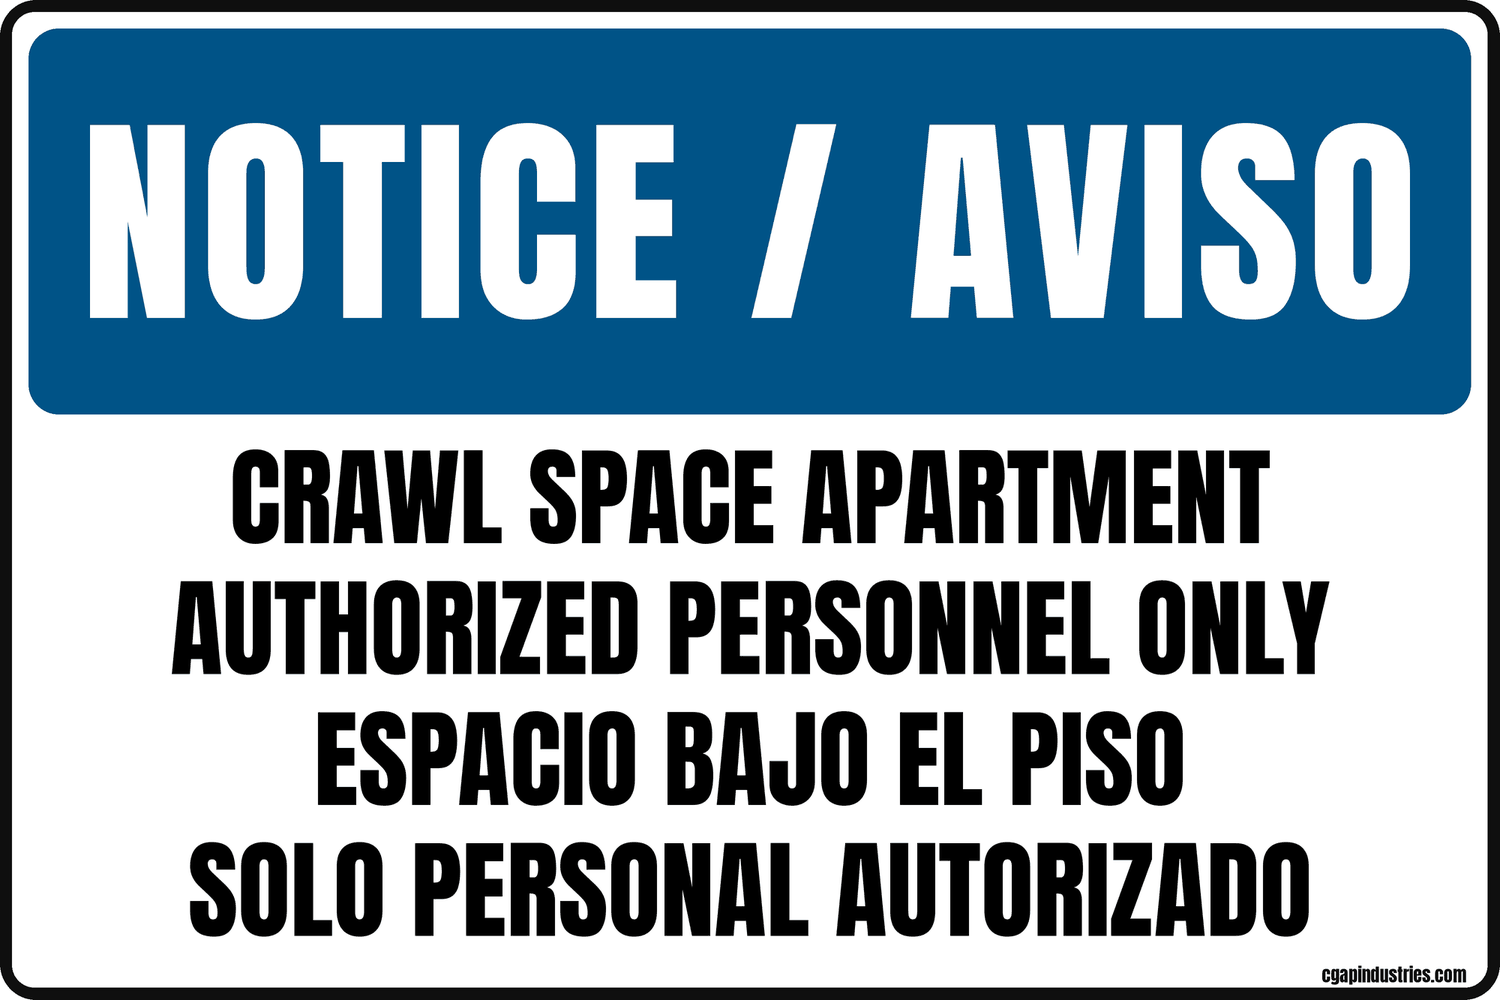 NOTICE / AVISO
CRAWL SPACE APARTMENT
AUTHORIZED PERSONNEL ONLY
ESPACIO BAJO EL PISO
SOLO PERSONAL AUTORIZADO
cgapindustries.com